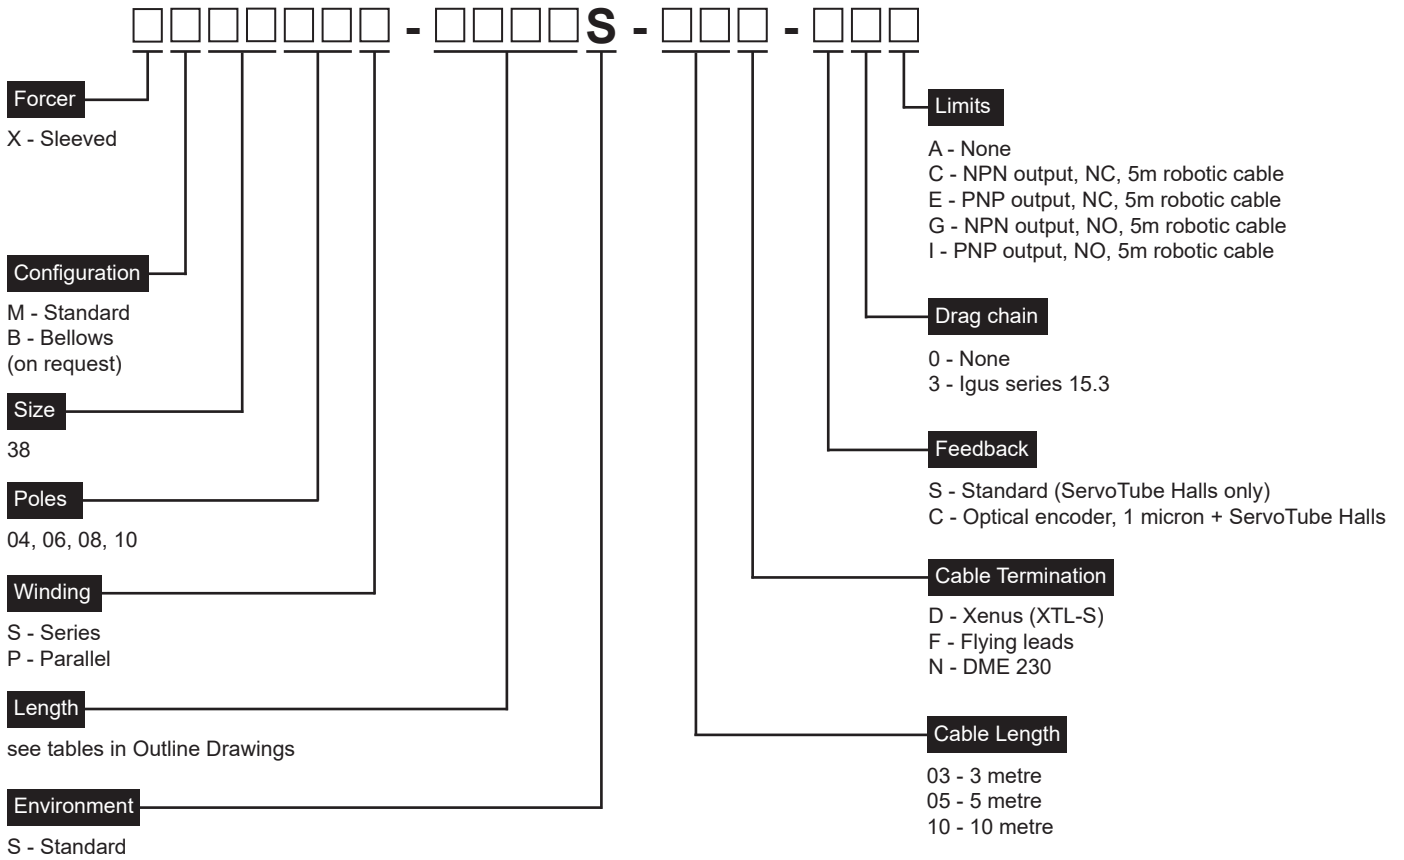 - S - -
Forcer
X - Sleeved
Configuration
M - Standard
B - Bellows
(on request)
Size
38
Poles
04, 06, 08, 10
Winding
S - Series
P - Parallel
Length
see tables in Outline Drawings
Environment
S - Standard
Limits
A - None
C - NPN output, NC, 5m robotic cable
E - PNP output, NC, 5m robotic cable
G - NPN output, NO, 5m robotic cable
I - PNP output, NO, 5m robotic cable
Drag chain
0 - None
3 - Igus series 15.3
Feedback
S - Standard (ServoTube Halls only)
C - Optical encoder, 1 micron + ServoTube Halls
Cable Termination
D - Xenus (XTL-S)
F - Flying leads
N - DME 230
Cable Length
03 - 3 metre
05 - 5 metre
10 - 10 metre